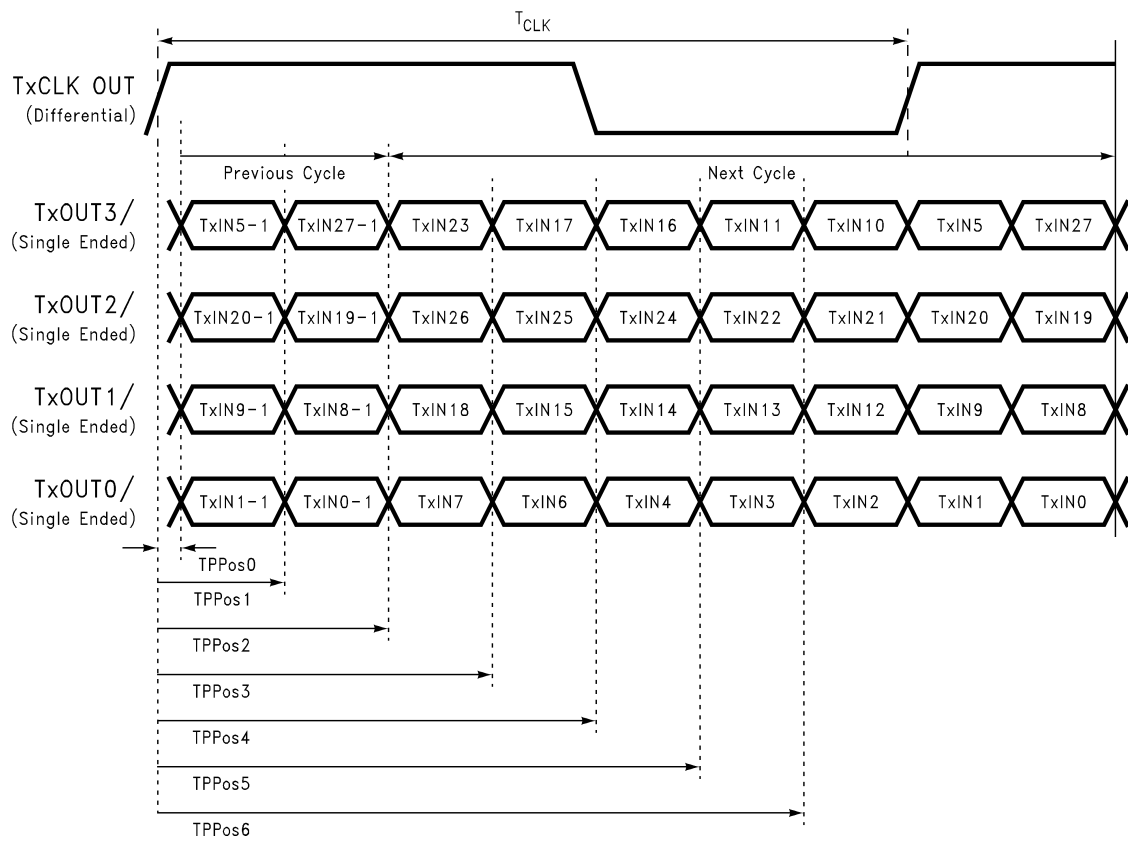 TCLK
TxCLK OUT
(Differential)
Previous Cycle
Next Cycle
TxOUT3/
(Single Ended)
TxIN5-1 TxIN27-1 TxIN23 TxIN17 TxIN16 TxIN11 TxIN10 TxIN5 TxIN27
TxOUT2/
(Single Ended)
TxIN20-1 TxIN19-1 TxIN26 TxIN25 TxIN24 TxIN22 TxIN21 TxIN20 TxIN19
TxOUT1/
(Single Ended)
TxIN9-1 TxIN8-1 TxIN18 TxIN15 TxIN14 TxIN13 TxIN12 TxIN9 TxIN8
TxOUT0/
(Single Ended)
TxIN1-1 TxIN0-1 TxIN7 TxIN6 TxIN4 TxIN3 TxIN2 TxIN1 TxIN0
TPPos0
TPPos1
TPPos2
TPPos3
TPPos4
TPPos5
TPPos6